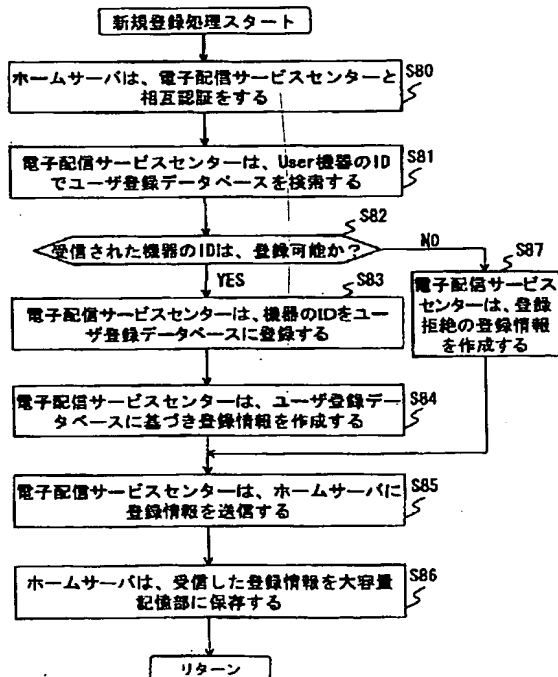 新規登録処理スタート
S80
ホームサーバは、電子配信サービスセンターと
相互認証をする
S81
電子配信サービスセンターは、User機器のID
でユーザ登録データベースを検索する
S82
受信された機器のIDは、登録可能か？
NO
YES
S83
電子配信サービスセンターは、機器のIDをユー
ザ登録データベースに登録する
S87
電子配信サービス
センターは、登録
拒絶の登録情報
を作成する
S84
電子配信サービスセンターは、ユーザ登録デー
タベースに基づき登録情報を作成する
S85
電子配信サービスセンターは、ホームサーバに
登録情報を送信する
S86
ホームサーバは、受信した登録情報を大容量
記憶部に保存する
リターン